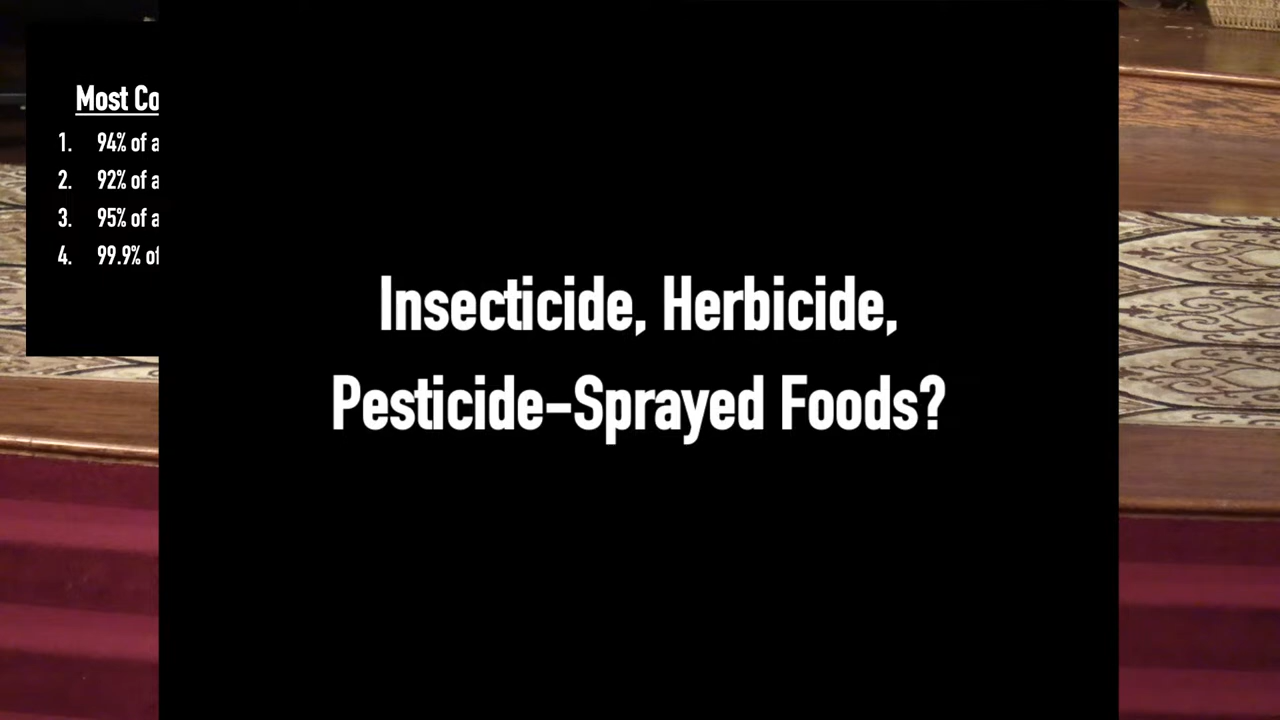 Most Co
1. 94% of a
2. 92% of a
3. 95% of a
4. 99.9% of
Insecticide, Herbicide,
Pesticide-Sprayed Foods?